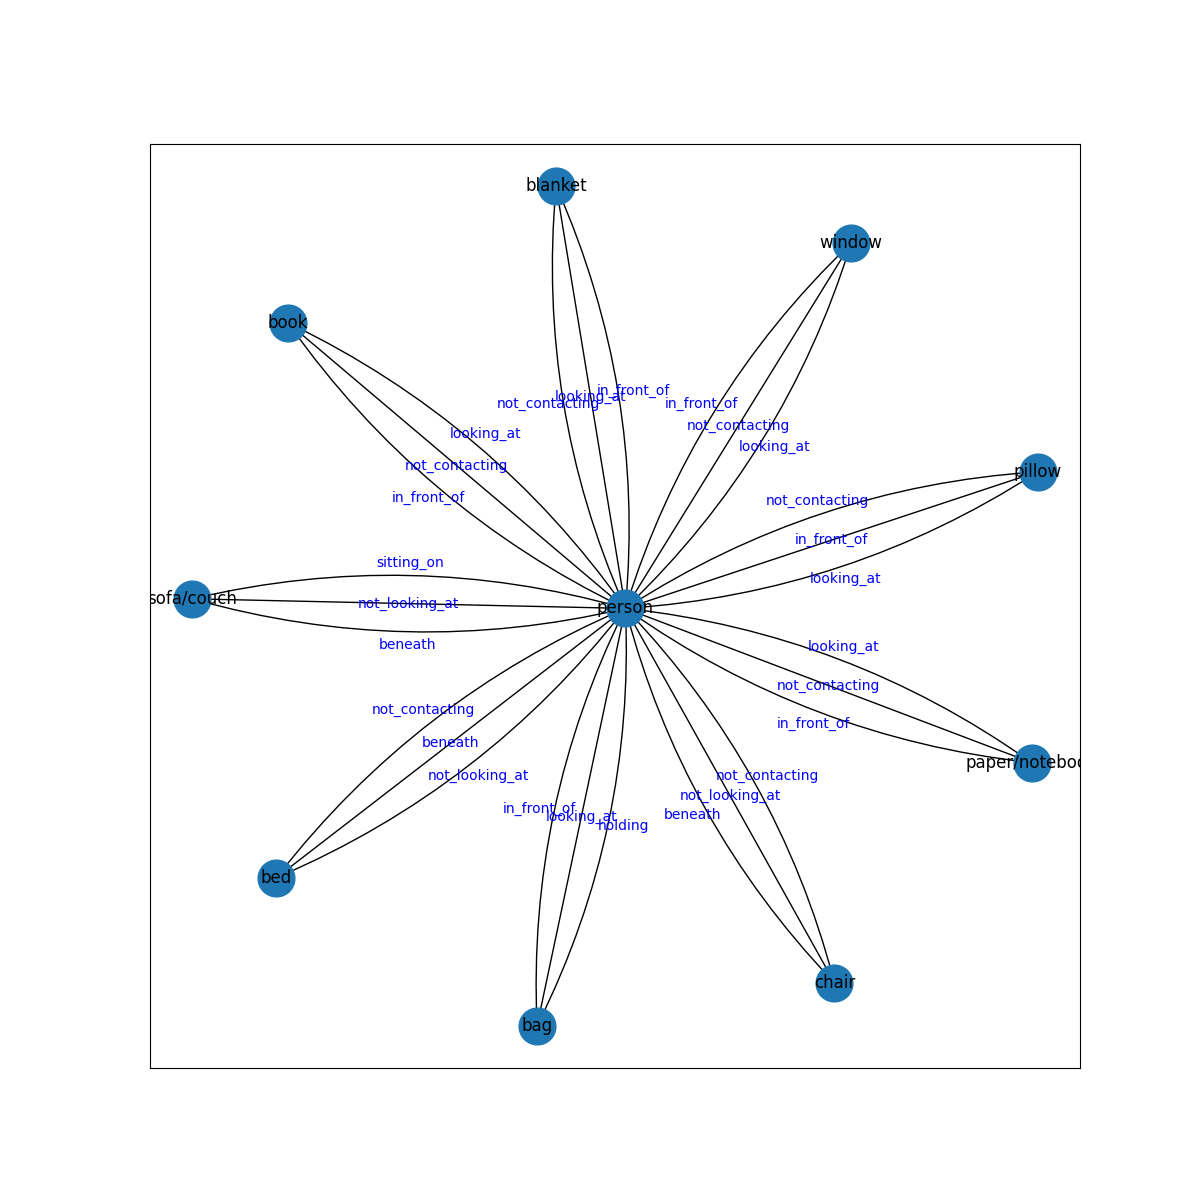 blanket
window
book
in_front_of
looking_at
not_contacting
in_front_of
not_contacting
looking_at
looking_at
not_contacting
in_front_of
pillow
not_contacting
in_front_of
looking_at
sitting_on
sofa/couch
not_looking_at
person
beneath
looking_at
not_contacting
in_front_of
paper/noteboo
not_contacting
beneath
not_looking_at
not_contacting
not_looking_at
beneath
in_front_of
looking_at
holding
bed
chair
bag